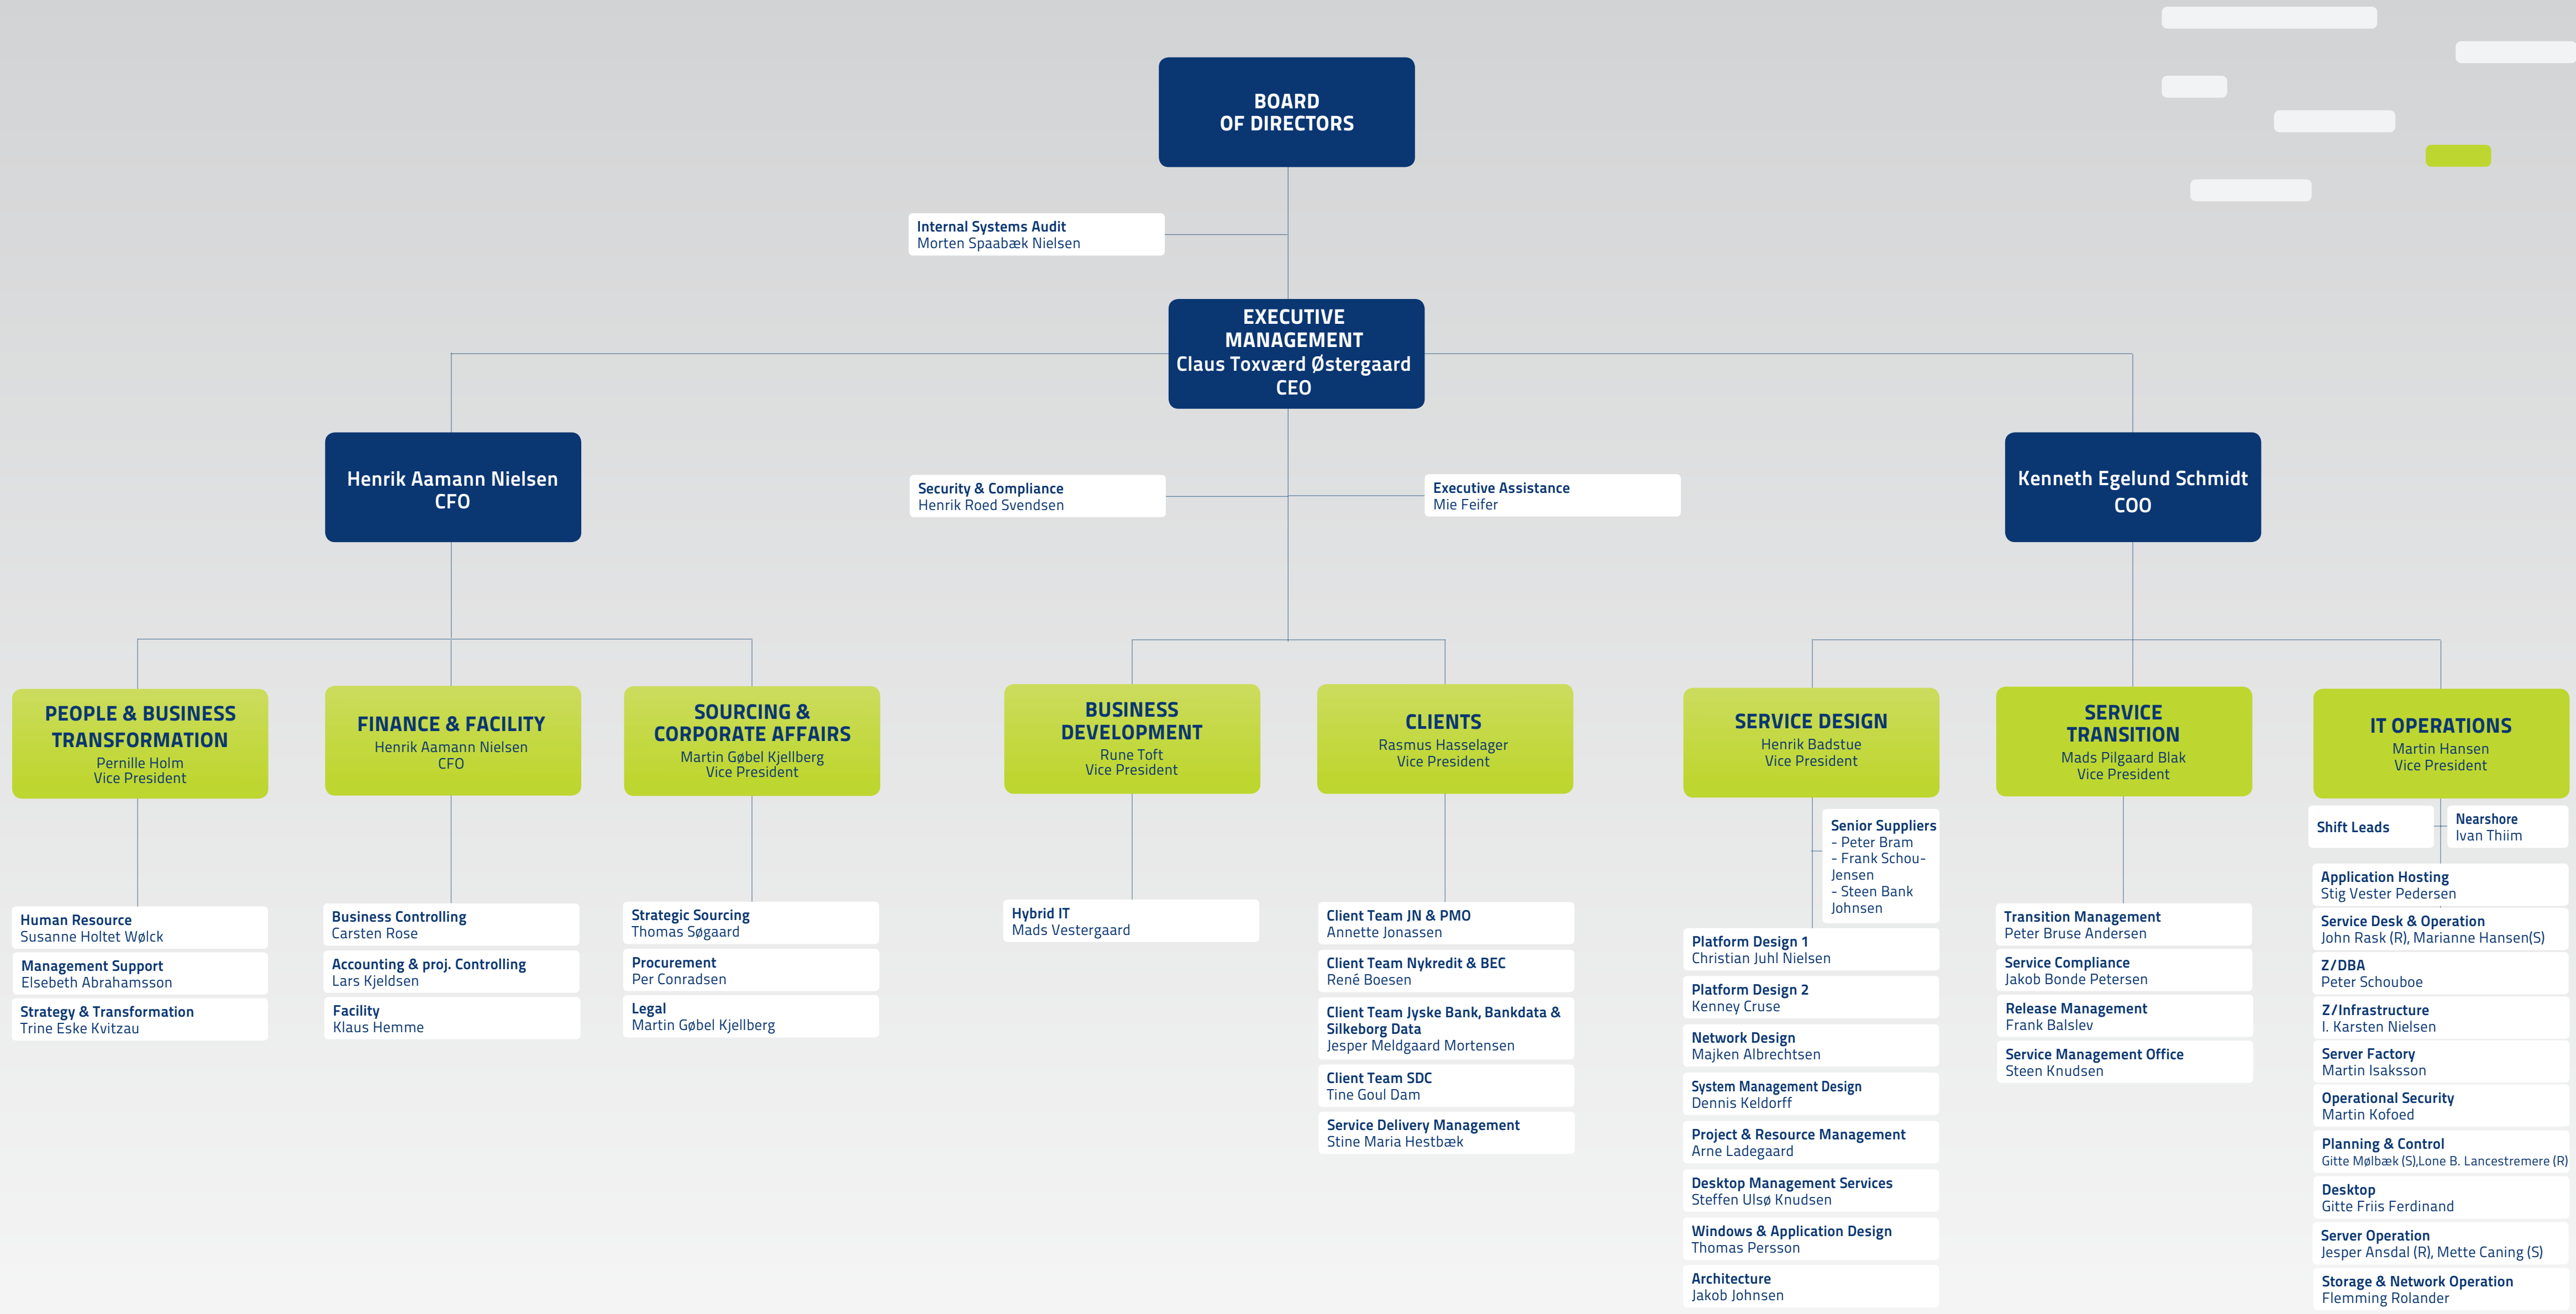 BOARD
OF DIRECTORS
Internal Systems Audit
Morten Spaabæk Nielsen
EXECUTIVE
MANAGEMENT
Claus Toxværd Østergaard
CEO
Henrik Aamann Nielsen
CFO
Security & Compliance
Henrik Roed Svendsen
Executive Assistance
Mie Feifer
Kenneth Egelund Schmidt
COO
PEOPLE & BUSINESS
TRANSFORMATION
Pernille Holm
Vice President
Human Resource
Susanne Holtet Wølck
Management Support
Elsebeth Abrahamsson
Strategy & Transformation
Trine Eske Kvitzau
FINANCE & FACILITY
Henrik Aamann Nielsen
CFO
Business Controlling
Carsten Rose
Accounting & proj. Controlling
Lars Kjeldsen
Facility
Klaus Hemme
SOURCING &
CORPORATE AFFAIRS
Martin Gøbel Kjellberg
Vice President
Strategic Sourcing
Thomas Søgaard
Procurement
Per Conradsen
Legal
Martin Gøbel Kjellberg
BUSINESS
DEVELOPMENT
Rune Toft
Vice President
Hybrid IT
Mads Vestergaard
CLIENTS
Rasmus Hasselager
Vice President
Client Team JN & PMO
Annette Jonassen
Client Team Nykredit & BEC
René Boesen
Client Team Jyske Bank, Bankdata &
Silkeborg Data
Jesper Meldgaard Mortensen
Client Team SDC
Tine Goul Dam
Service Delivery Management
Stine Maria Hestbæk
SERVICE DESIGN
Henrik Badstue
Vice President
Senior Suppliers
- Peter Bram
- Frank Schou-
Jensen
- Steen Bank
Johnsen
Platform Design 1
Christian Juhl Nielsen
Platform Design 2
Kenney Cruse
Network Design
Majken Albrechtsen
System Management Design
Dennis Keldorff
Project & Resource Management
Arne Ladegaard
Desktop Management Services
Steffen Ulsø Knudsen
Windows & Application Design
Thomas Persson
Architecture
Jakob Johnsen
SERVICE
TRANSITION
Mads Pilgaard Blak
Vice President
Transition Management
Peter Bruse Andersen
Service Compliance
Jakob Bonde Petersen
Release Management
Frank Balslev
Service Management Office
Steen Knudsen
IT OPERATIONS
Martin Hansen
Vice President
Shift Leads
Nearshore
Ivan Thiim
Application Hosting
Stig Vester Pedersen
Service Desk & Operation
John Rask (R), Marianne Hansen(S)
Z/DBA
Peter Schouboe
Z/Infrastructure
I. Karsten Nielsen
Server Factory
Martin Isaksson
Operational Security
Martin Kofoed
Planning & Control
Gitte Mølbæk (S),Lone B. Lancestremere (R)
Desktop
Gitte Friis Ferdinand
Server Operation
Jesper Ansdal (R), Mette Caning (S)
Storage & Network Operation
Flemming Rolander